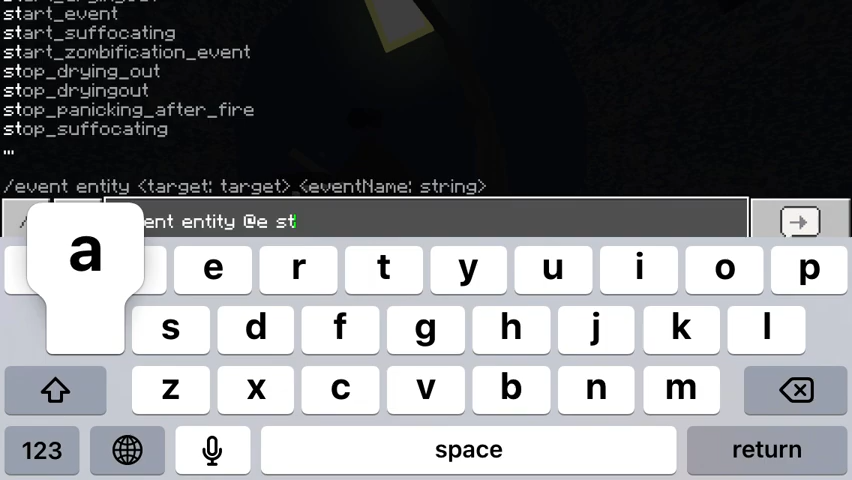 start_event
start_suffocating
start_zombification_event
stop_drying_out
stop_dryingout
stop_panicking_after_fire
stop_suffocating
...
/event entity <target: target> <eventName: string>
ent entity @e st
a
e r t y u i o p
s d f g h j k l
z x c v b n m
123 space return